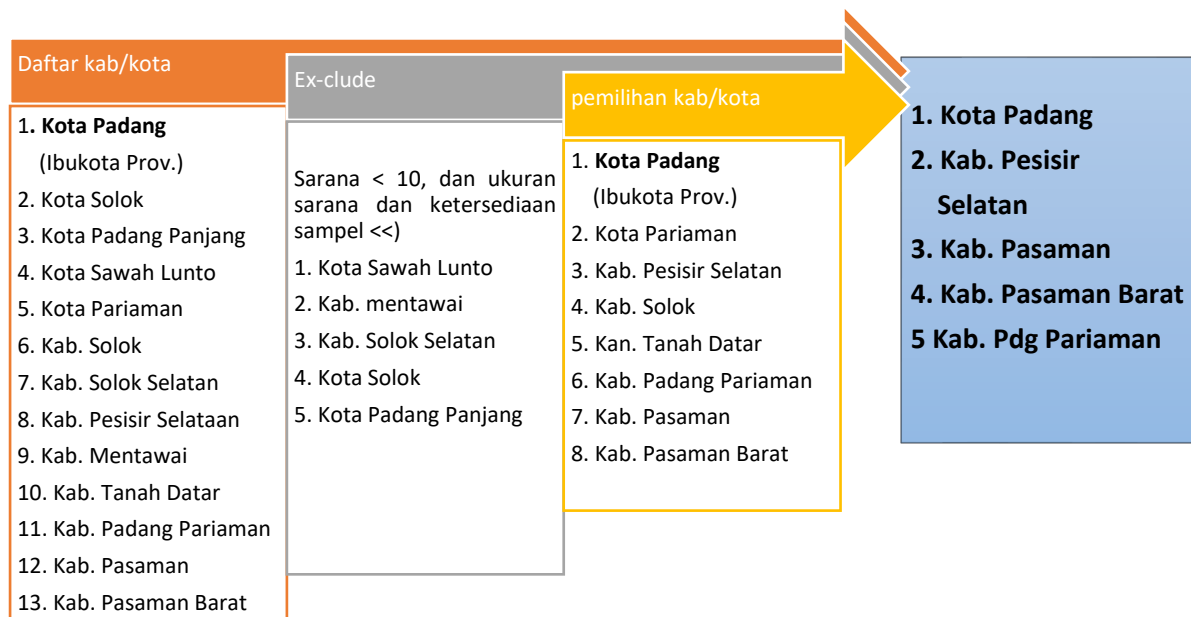 Daftar kab/kota
1. Kota Padang
(Ibukota Prov.)
2. Kota Solok
3. Kota Padang Panjang
4. Kota Sawah Lunto
5. Kota Pariaman
6. Kab. Solok
7. Kab. Solok Selatan
8. Kab. Pesisir Selataan
9. Kab. Mentawai
10. Kab. Tanah Datar
11. Kab. Padang Pariaman
12. Kab. Pasaman
13. Kab. Pasaman Barat
Ex-clude
Sarana < 10, dan ukuran
sarana dan ketersediaan
sampel <<)
1. Kota Sawah Lunto
2. Kab. mentawai
3. Kab. Solok Selatan
4. Kota Solok
5. Kota Padang Panjang
pemilihan kab/kota
1. Kota Padang
(Ibukota Prov.)
2. Kota Pariaman
3. Kab. Pesisir Selatan
4. Kab. Solok
5. Kan. Tanah Datar
6. Kab. Padang Pariaman
7. Kab. Pasaman
8. Kab. Pasaman Barat
1. Kota Padang
2. Kab. Pesisir
Selatan
3. Kab. Pasaman
4. Kab. Pasaman Barat
5 Kab. Pdg Pariaman